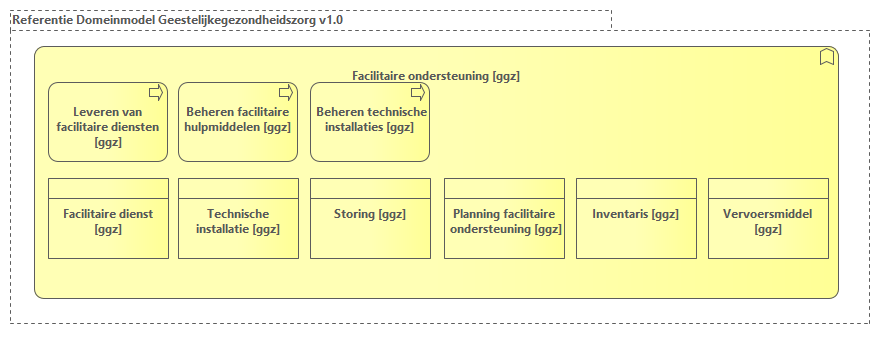 Referentie Domeinmodel Geestelijkegezondheidszorg v1.0
Facilitaire ondersteuning [ggz]
Leveren van
facilitaire diensten
[ggz]
Beheren facilitaire
hulpmiddelen [ggz]
Beheren technische
installaties [ggz]
Facilitaire dienst
[ggz]
Technische
installatie [ggz]
Storing [ggz]
Planning facilitaire
ondersteuning [ggz]
Inventaris [ggz]
Vervoersmiddel
[ggz]